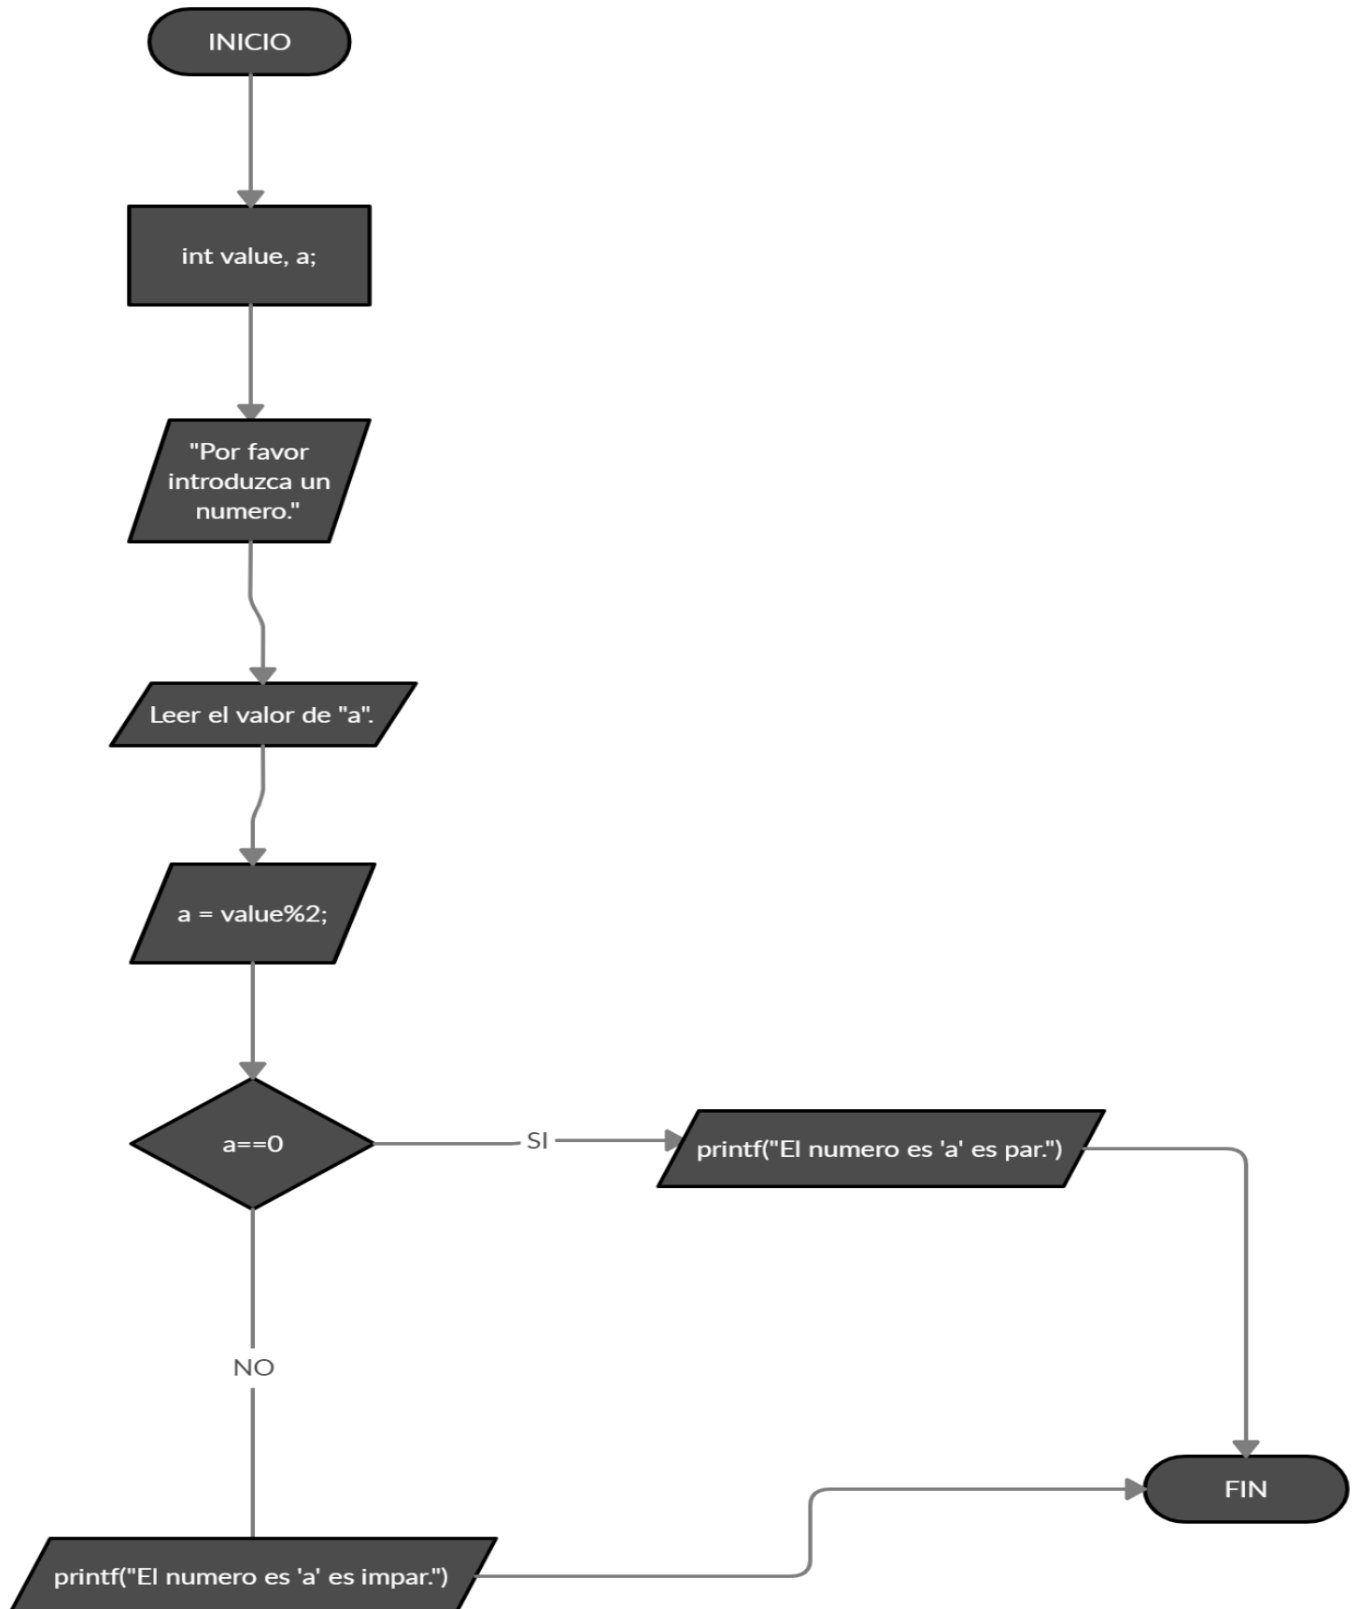 INICIO
int value, a;
"Por favor
introduzca un
numero."
Leer el valor de "a".
a = value%2;
a==0
SI
printf("El numero es 'a' es par.")
NO
FIN
printf("El numero es 'a' es impar.")